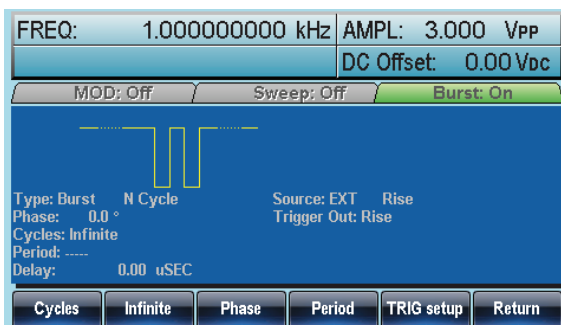 FREQ: 1.0000000000 kHz AMPL: 3.000 VPP
DC Offset: 0.00 VDC
MOD: Off Sweep: Off Burst: On
Type: Burst N Cycle Source: EXT Rise
Phase: 0.0 ° Trigger Out: Rise
Cycles: Infinite
Period: -----
Delay: 0.00 uSEC
Cycles Infinite Phase Period TRIG setup Return